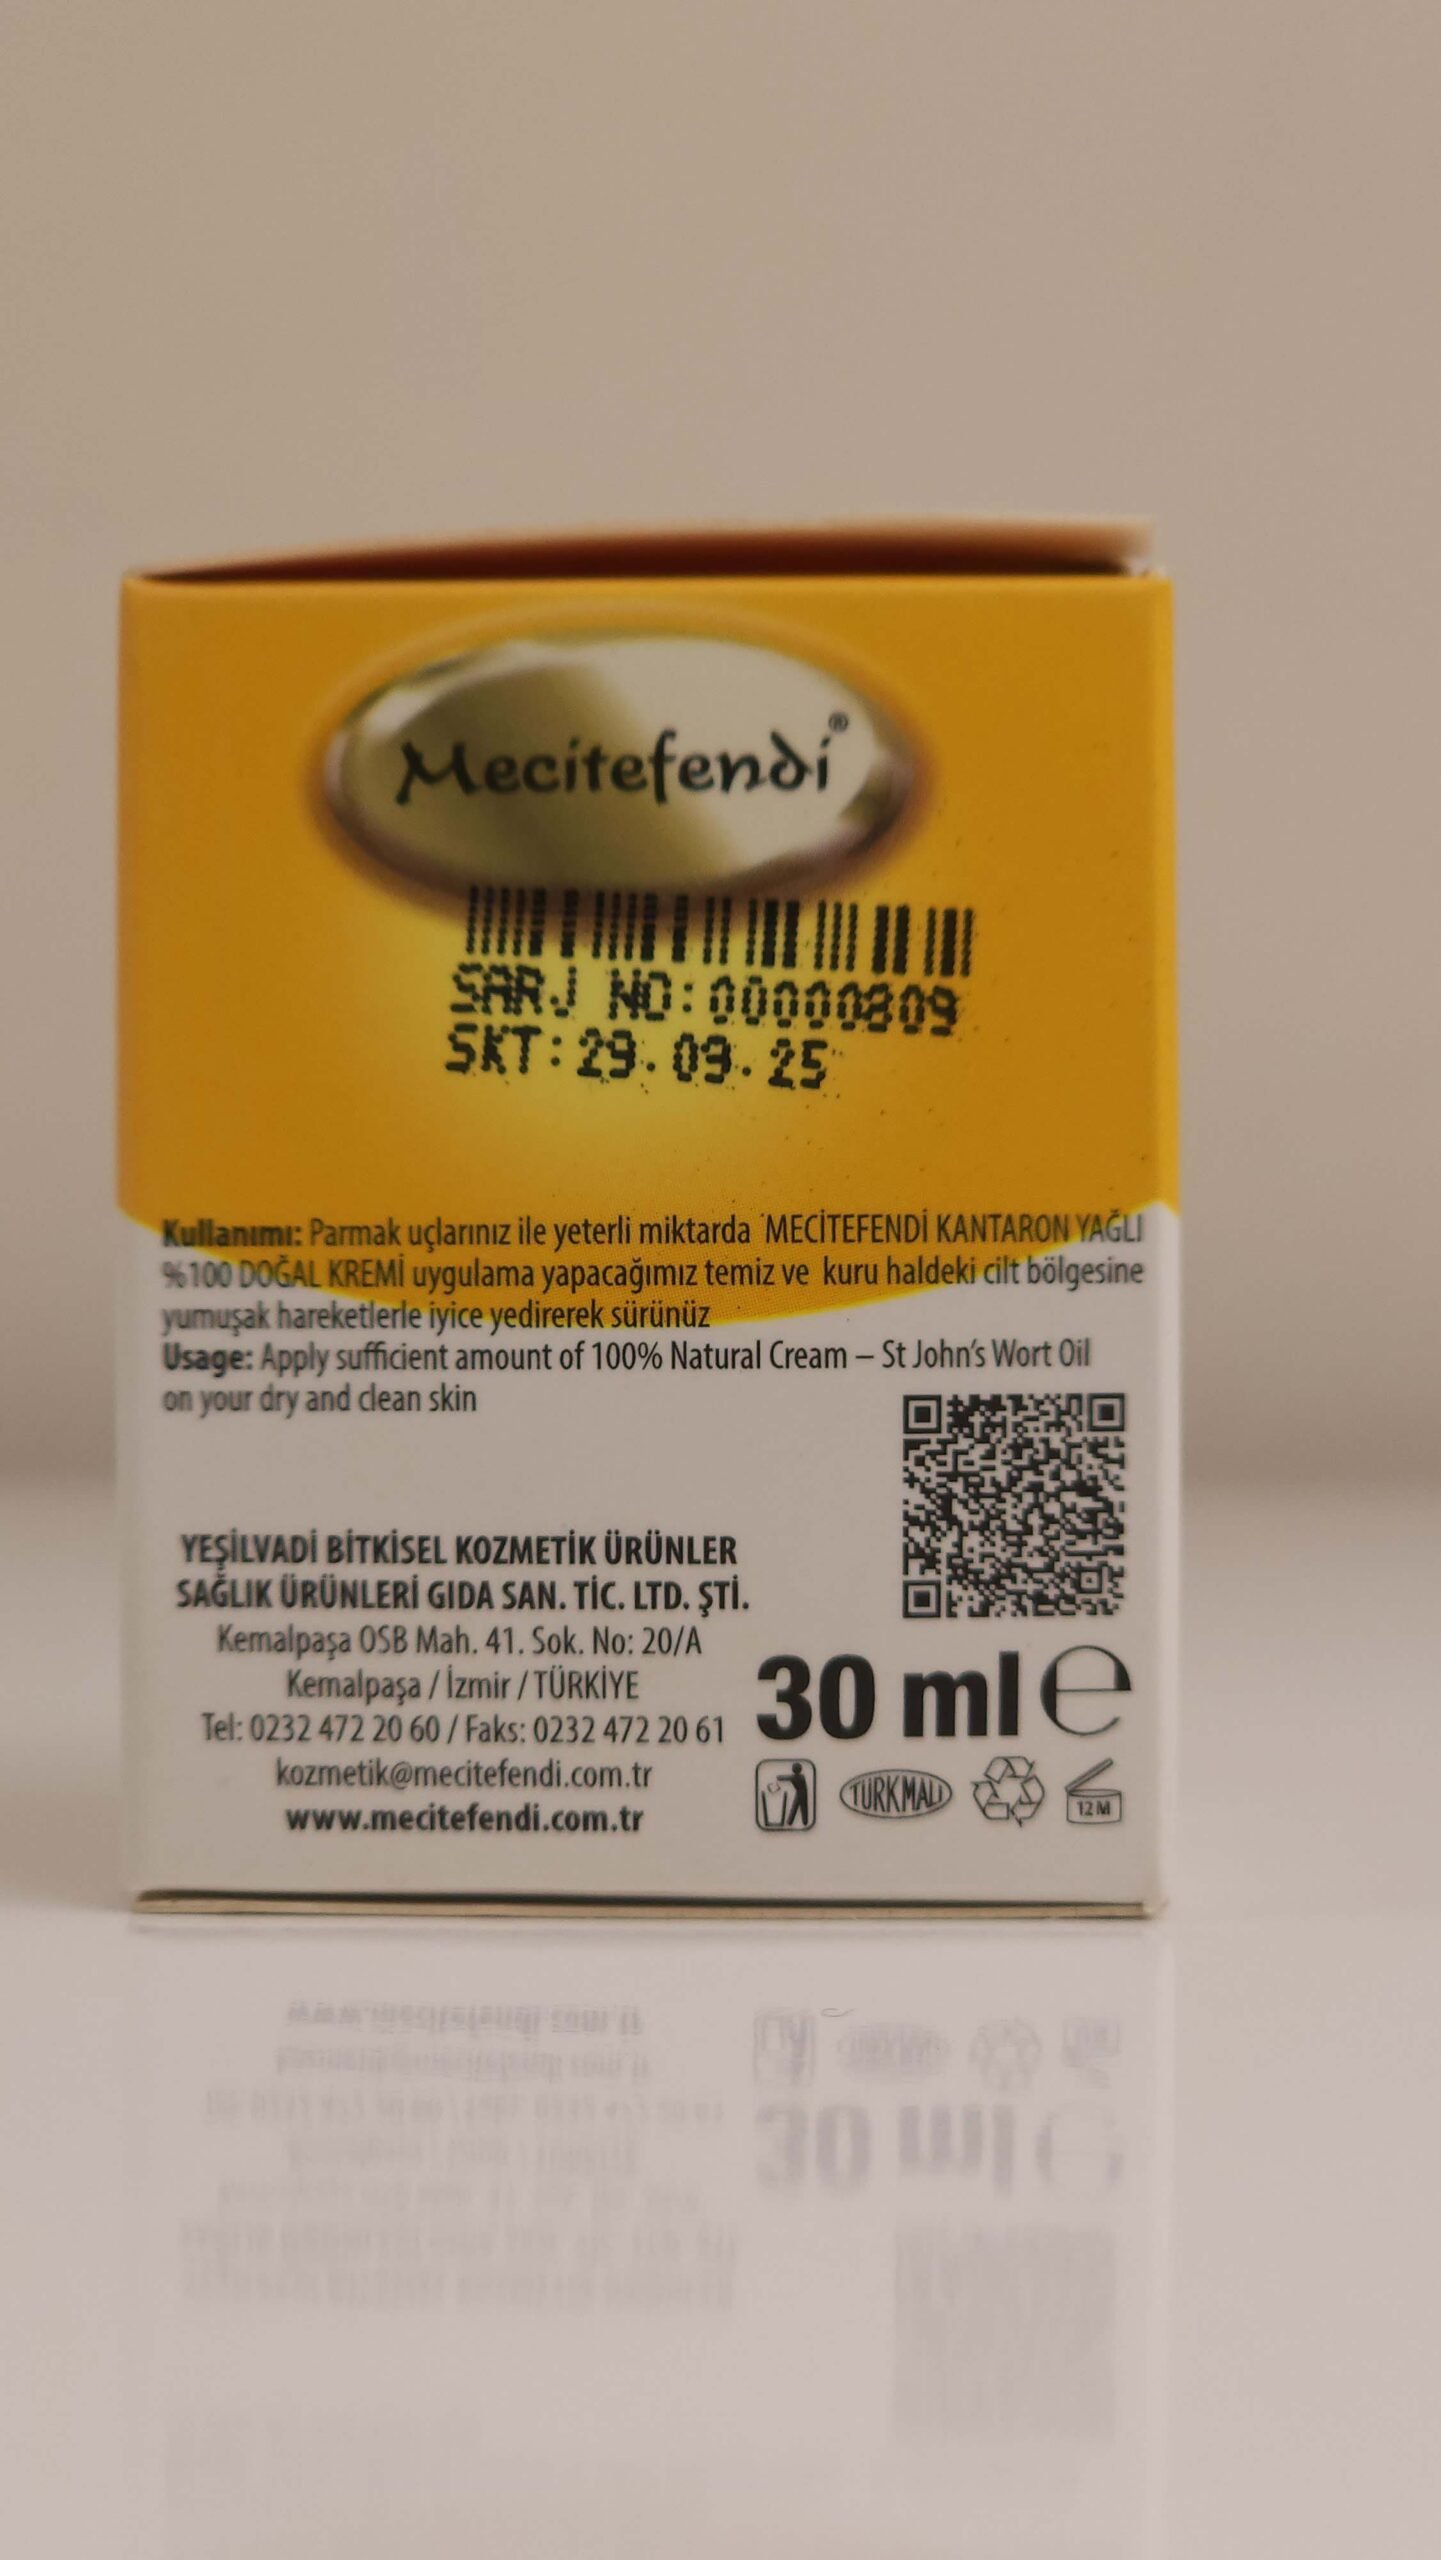 Mecitefendi®
SARJ NO:00000809
SKT:29.09.25
Kullanımı: Parmak uçlarınız ile yeterli miktarda MECİTEFENDİ KANTARON YAĞLI
%100 DOĞAL KREMİ uygulama yapacağımız temiz ve kuru haldeki cilt bölgesine
yumuşak hareketlerle iyice yedirerek sürünüz
Usage: Apply sufficient amount of 100% Natural Cream – St John's Wort Oil
on your dry and clean skin
YEŞİLVADİ BİTKİSEL KOZMETİK ÜRÜNLER
SAĞLIK ÜRÜNLERİ GIDA SAN. TİC. LTD. ŞTİ.
Kemalpaşa OSB Mah. 41. Sok. No: 20/A
Kemalpaşa / İzmir / TÜRKİYE
Tel: 0232 472 20 60 / Faks: 0232 472 20 61
kozmetik@mecitefendi.com.tr
www.mecitefendi.com.tr
30 ml e
TÜRK MALI
12 M